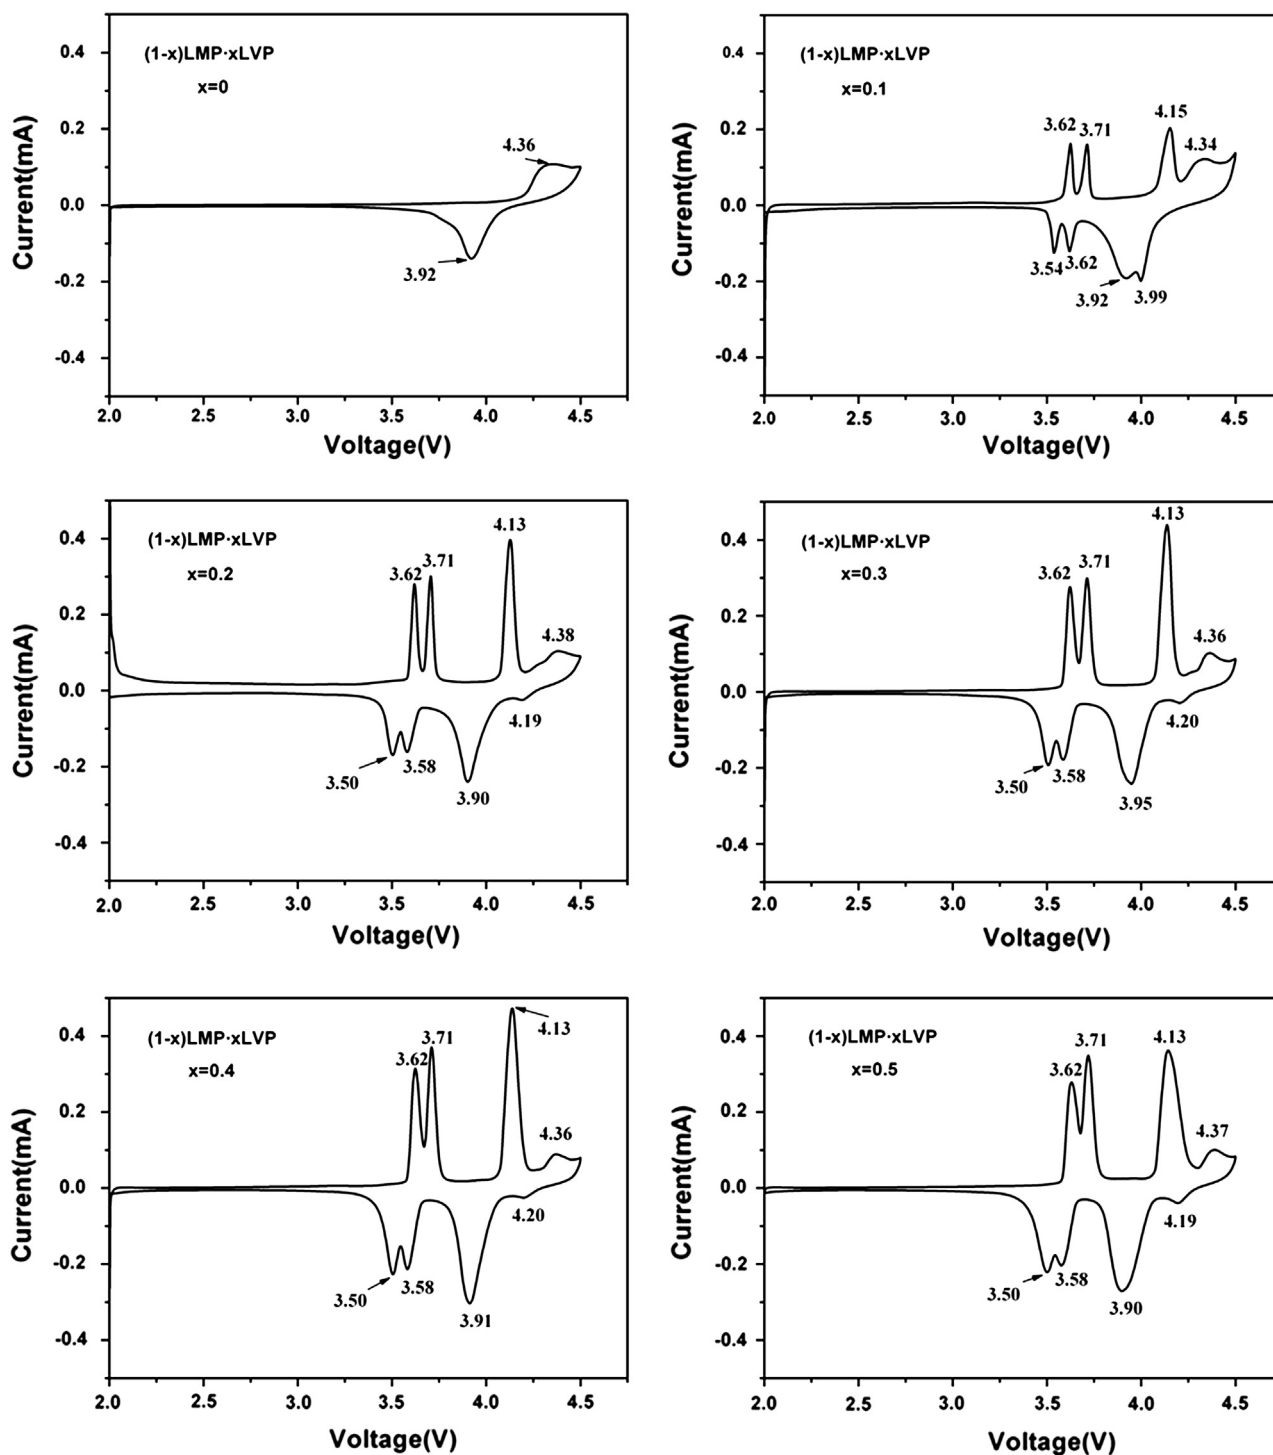 (1-x)LMP·xLVP
x=0
4.36
3.92
0.4
0.2
0.0
-0.2
-0.4
Current(mA)
2.0 2.5 3.0 3.5 4.0 4.5
Voltage(V)
(1-x)LMP·xLVP
x=0.1
3.62 3.71 4.15 4.34
3.54 3.62
3.92 3.99
0.4
0.2
0.0
-0.2
-0.4
Current(mA)
2.0 2.5 3.0 3.5 4.0 4.5
Voltage(V)
(1-x)LMP·xLVP
x=0.2
3.62 3.71 4.13
4.38
4.19
3.50 3.58
3.90
0.4
0.2
0.0
-0.2
-0.4
Current(mA)
2.0 2.5 3.0 3.5 4.0 4.5
Voltage(V)
(1-x)LMP·xLVP
x=0.3
3.62 3.71 4.13
4.36
4.20
3.50 3.58
3.95
0.4
0.2
0.0
-0.2
-0.4
Current(mA)
2.0 2.5 3.0 3.5 4.0 4.5
Voltage(V)
(1-x)LMP·xLVP
x=0.4
3.62 3.71 4.13
4.36
4.20
3.50 3.58
3.91
0.4
0.2
0.0
-0.2
-0.4
Current(mA)
2.0 2.5 3.0 3.5 4.0 4.5
Voltage(V)
(1-x)LMP·xLVP
x=0.5
3.62 3.71 4.13
4.37
4.19
3.50 3.58
3.90
0.4
0.2
0.0
-0.2
-0.4
Current(mA)
2.0 2.5 3.0 3.5 4.0 4.5
Voltage(V)